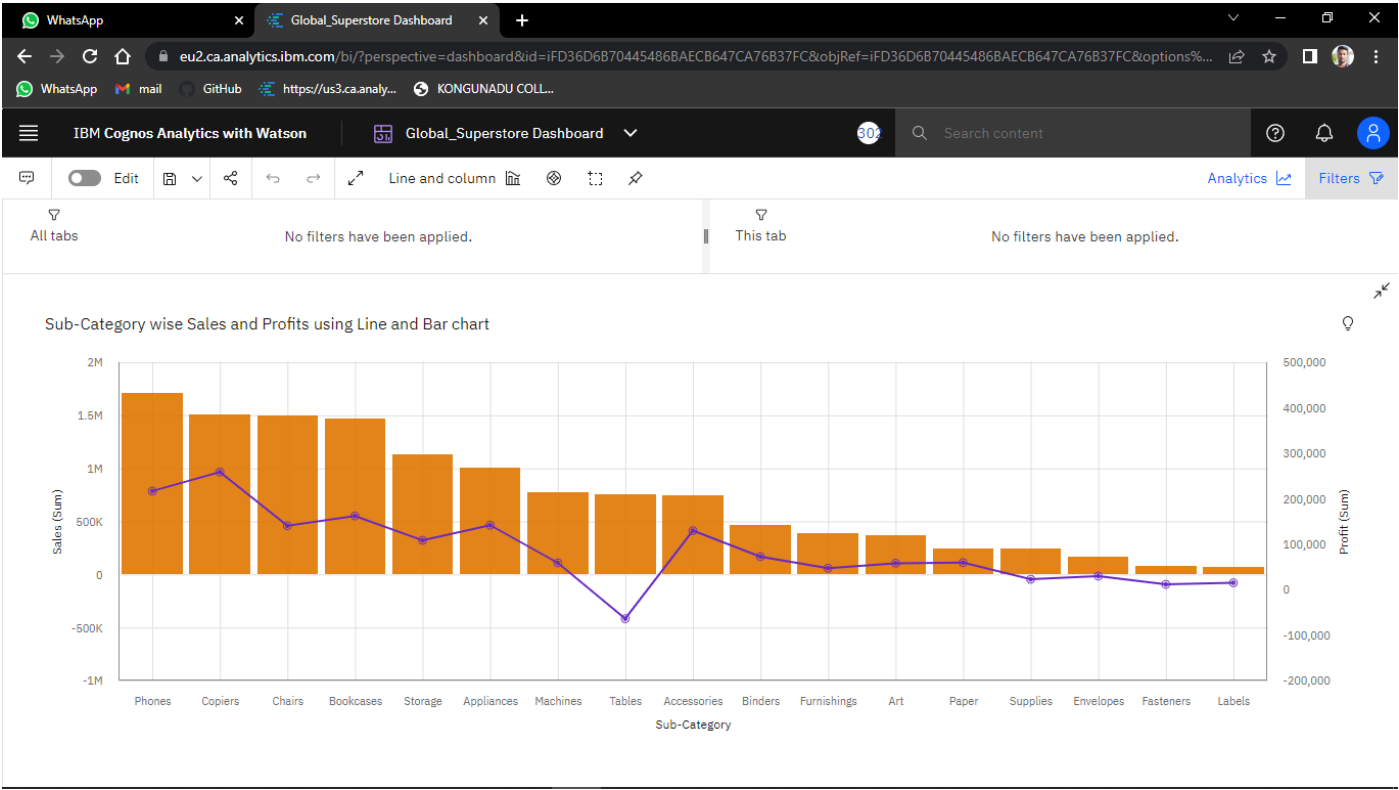 WhatsApp × Global_Superstore Dashboard × +
eu2.ca.analytics.ibm.com/bi/?perspective=dashboard&id=iFD36D6B70445486BAECB647CA76B37FC&objRef=iFD36D6B70445486BAECB647CA76B37FC&options%...
WhatsApp mail GitHub https://us3.ca.analy... KONGUNADU COLL...
IBM Cognos Analytics with Watson Global_Superstore Dashboard 302 Search content
Edit Line and column Analytics Filters
All tabs No filters have been applied. This tab No filters have been applied.
Sub-Category wise Sales and Profits using Line and Bar chart
2M 500,000
1.5M 400,000
1M 300,000
500K 200,000
0 100,000
-500K 0
-1M -100,000
-200,000
Sales (Sum)
Profit (Sum)
Phones Copiers Chairs Bookcases Storage Appliances Machines Tables Accessories Binders Furnishings Art Paper Supplies Envelopes Fasteners Labels
Sub-Category